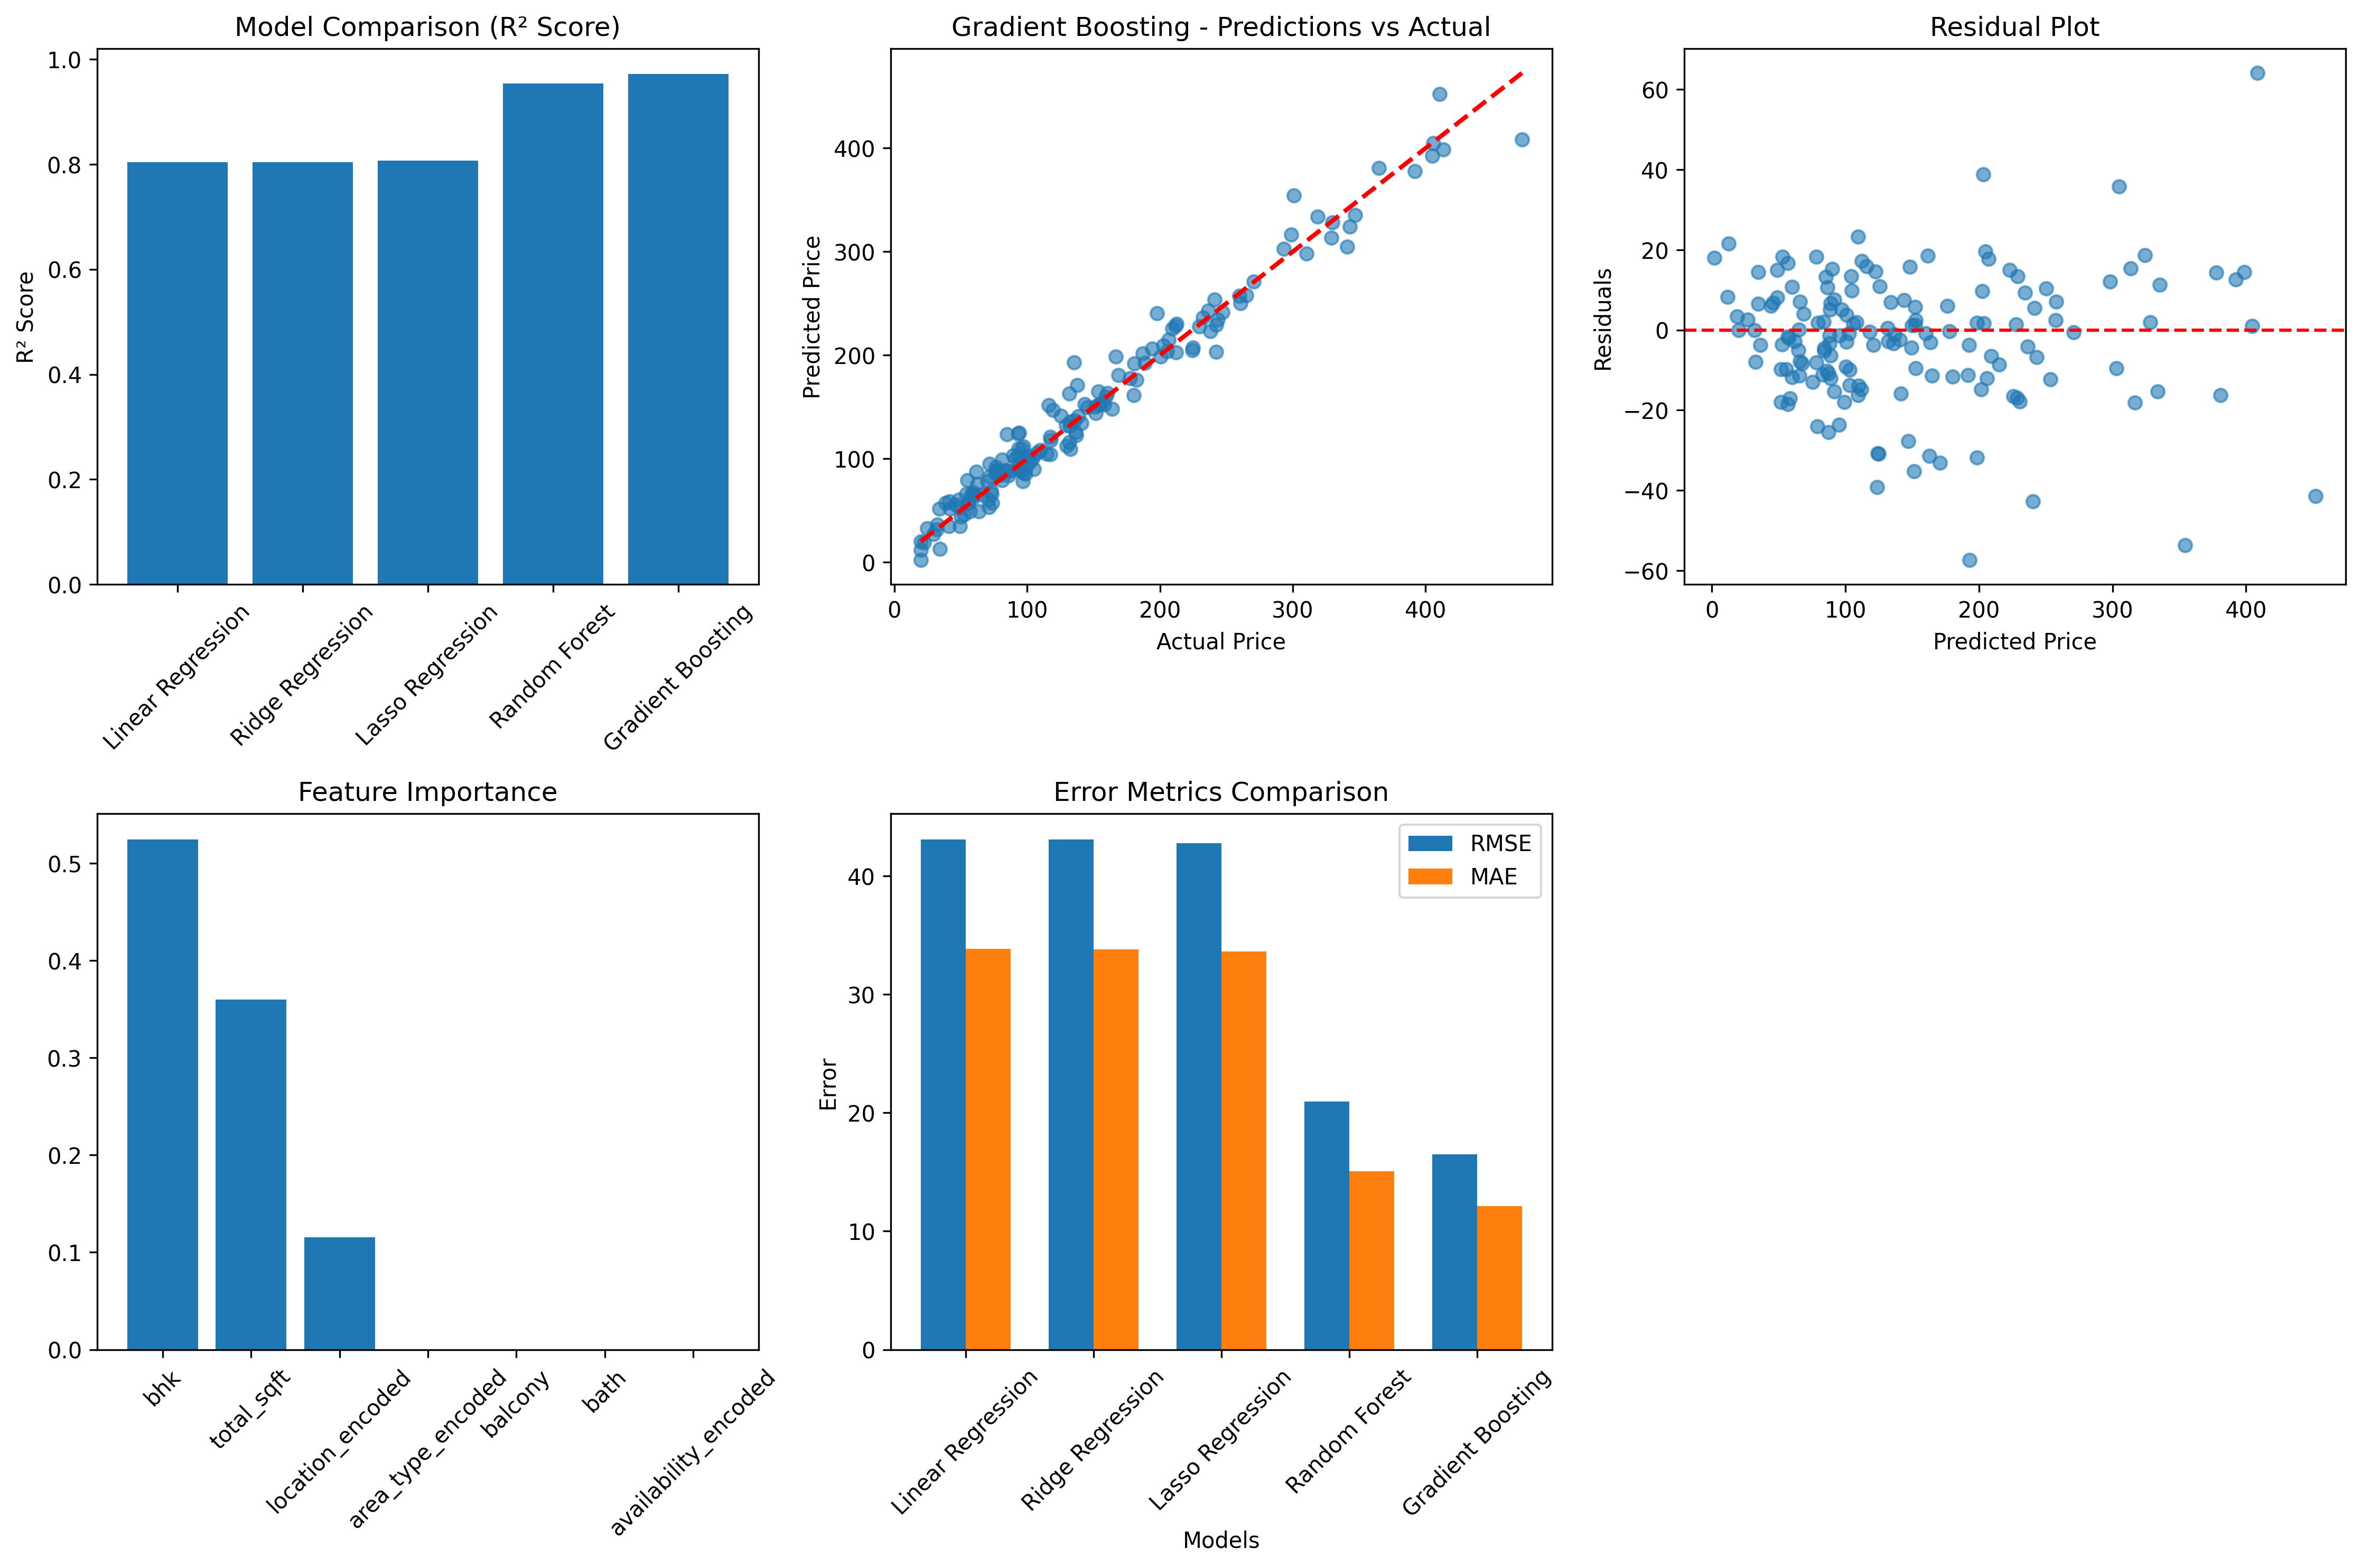 Model Comparison (R² Score)
R² Score
1.0
0.8
0.6
0.4
0.2
0.0
Linear Regression
Ridge Regression
Lasso Regression
Random Forest
Gradient Boosting
Gradient Boosting - Predictions vs Actual
Predicted Price
400
300
200
100
0
0
100
200
300
400
Actual Price
Residual Plot
Residuals
60
40
20
0
−20
−40
−60
0
100
200
300
400
Predicted Price
Feature Importance
0.5
0.4
0.3
0.2
0.1
0.0
bhk
total_sqft
location_encoded
area_type_encoded
balcony
bath
availability_encoded
Error Metrics Comparison
RMSE
MAE
Error
40
30
20
10
0
Linear Regression
Ridge Regression
Lasso Regression
Random Forest
Gradient Boosting
Models